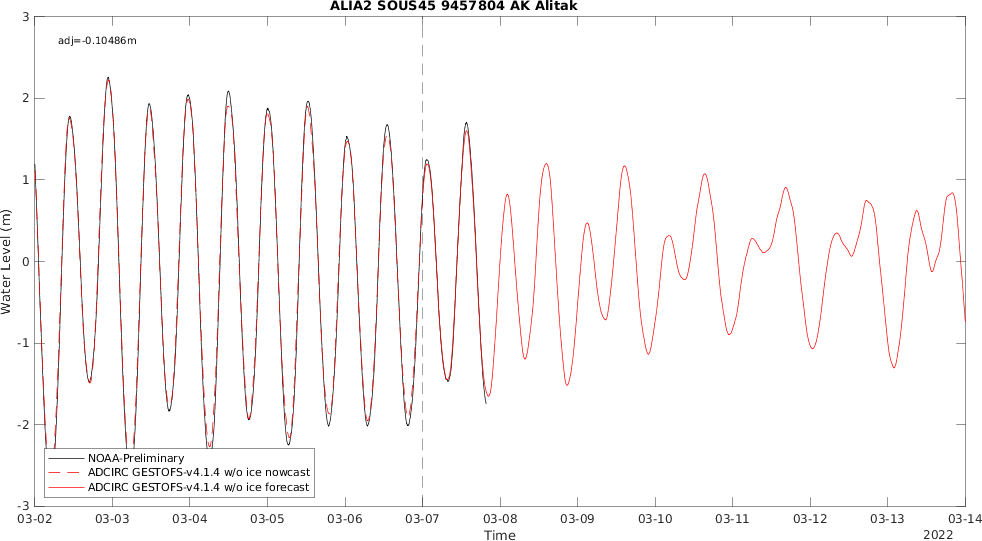 ALIA2 SOUS45 9457804 AK Alitak
adj=-0.10486m
Water Level (m)
3
2
1
0
-1
-2
-3
NOAA-Preliminary
ADCIRC GESTOFS-v4.1.4 w/o ice nowcast
ADCIRC GESTOFS-v4.1.4 w/o ice forecast
03-02 03-03 03-04 03-05 03-06 03-07 03-08 03-09 03-10 03-11 03-12 03-13 03-14
Time
2022